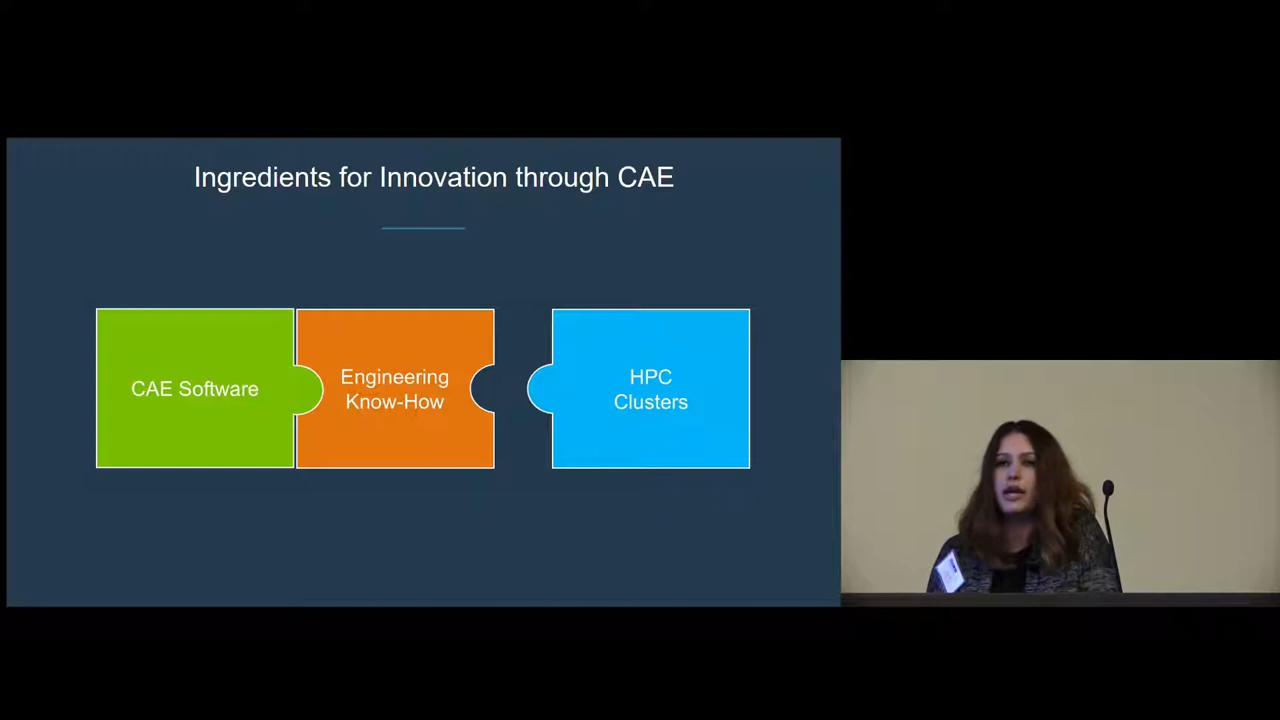 Ingredients for Innovation through CAE
CAE Software
Engineering
Know-How
HPC
Clusters